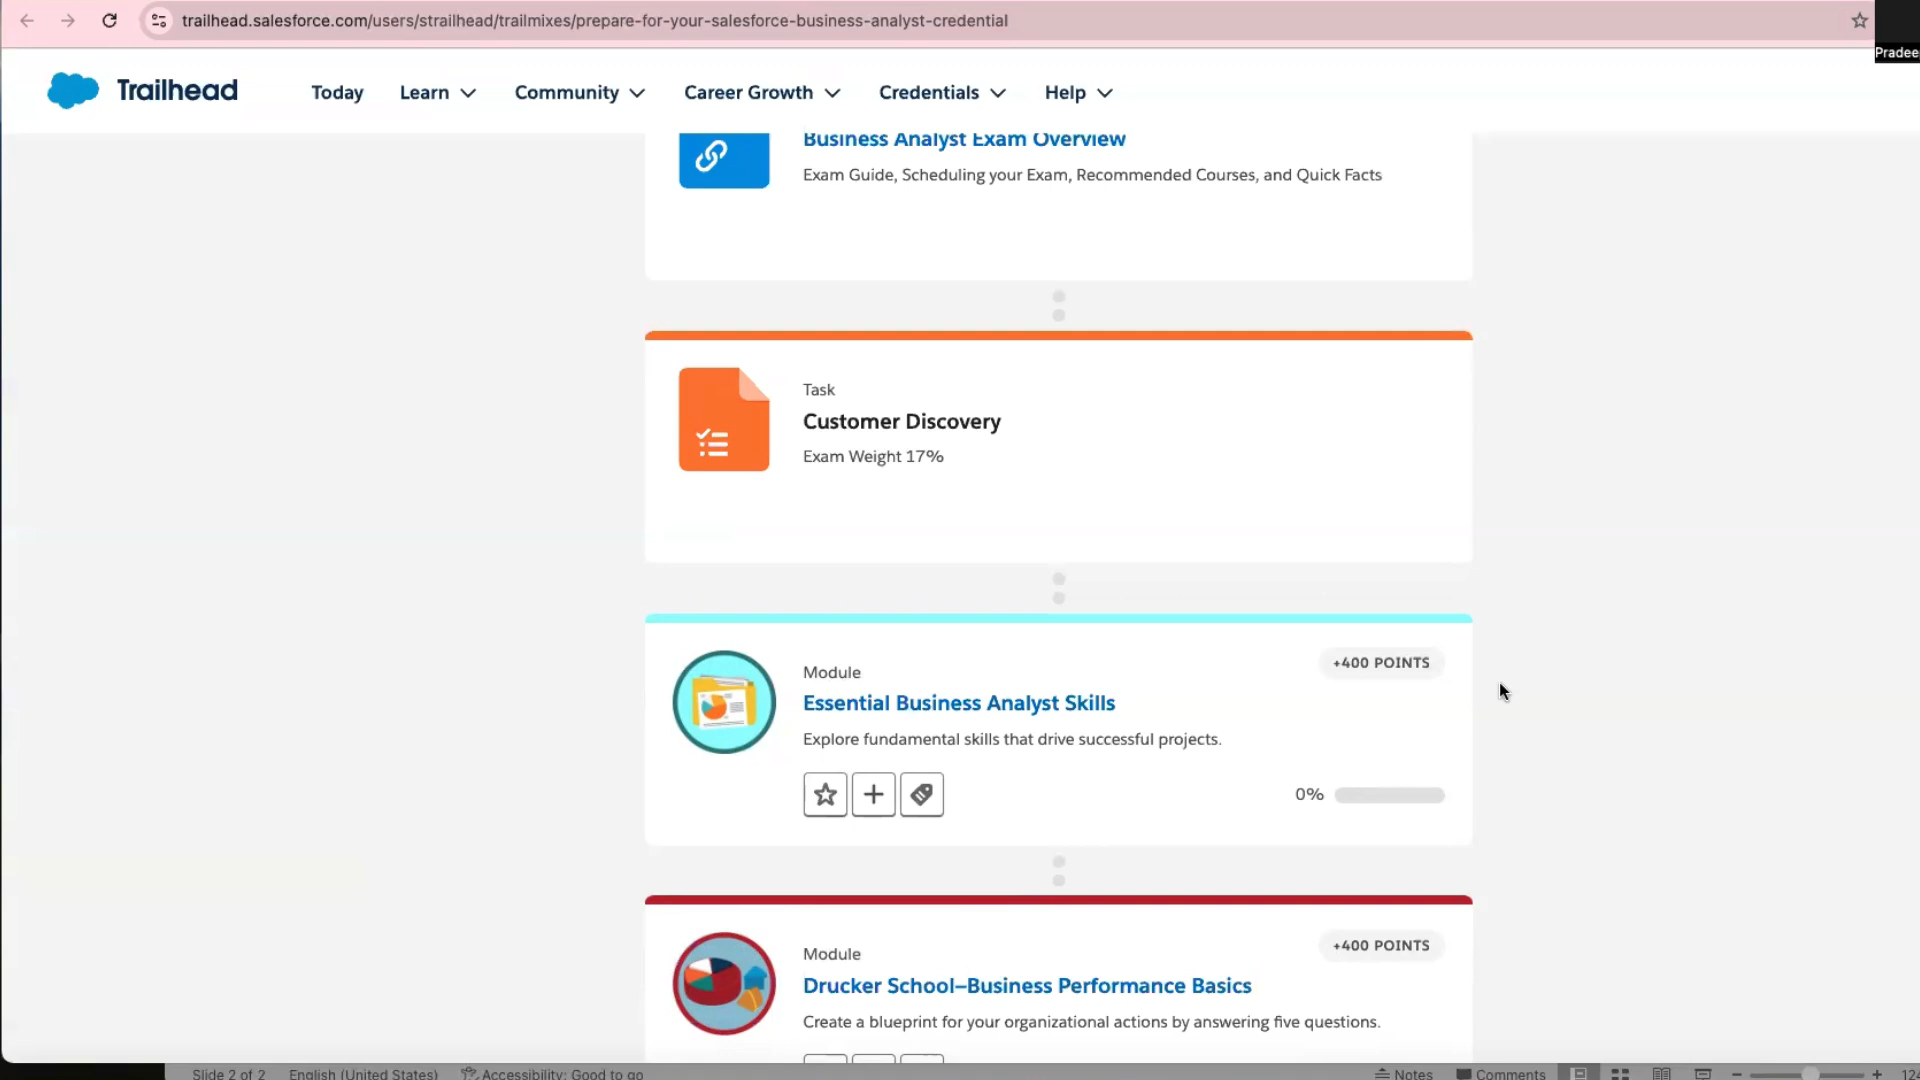 trailhead.salesforce.com/users/strailhead/trailmixes/prepare-for-your-salesforce-business-analyst-credential
Pradee
Trailhead
Today
Learn
Community
Career Growth
Credentials
Help
Business Analyst Exam Overview
Exam Guide, Scheduling your Exam, Recommended Courses, and Quick Facts
Task
Customer Discovery
Exam Weight 17%
+400 POINTS
Module
Essential Business Analyst Skills
Explore fundamental skills that drive successful projects.
0%
+400 POINTS
Module
Drucker School–Business Performance Basics
Create a blueprint for your organizational actions by answering five questions.
Slide 2 of 2
English (United States)
Accessibility: Good to go
Notes
Comments
124